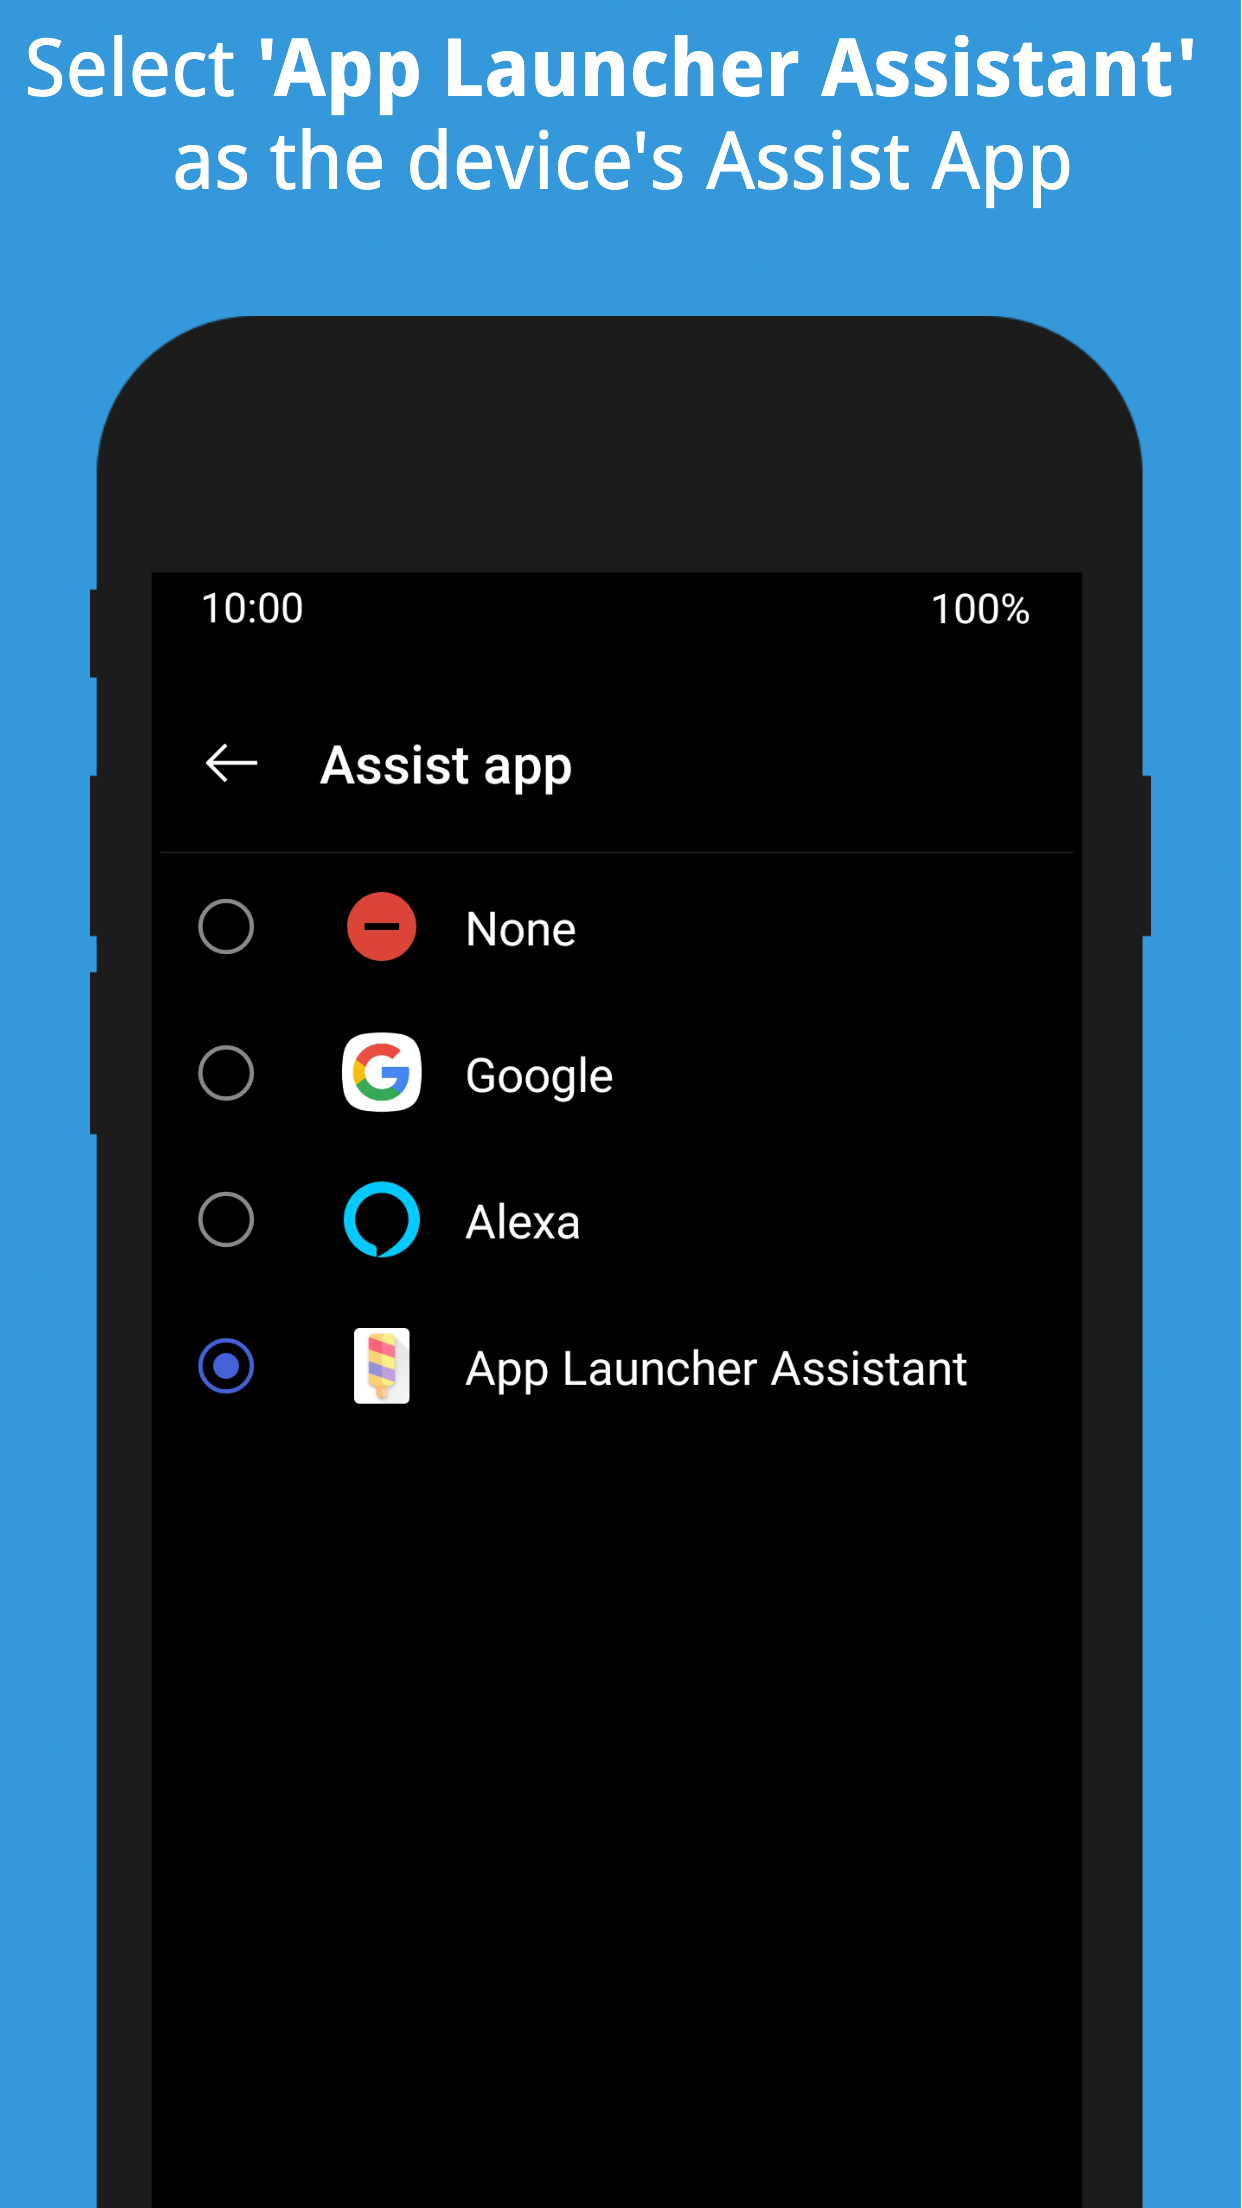 Select 'App Launcher Assistant'
as the device's Assist App
10:00 100%
Assist app
None
Google
Alexa
App Launcher Assistant